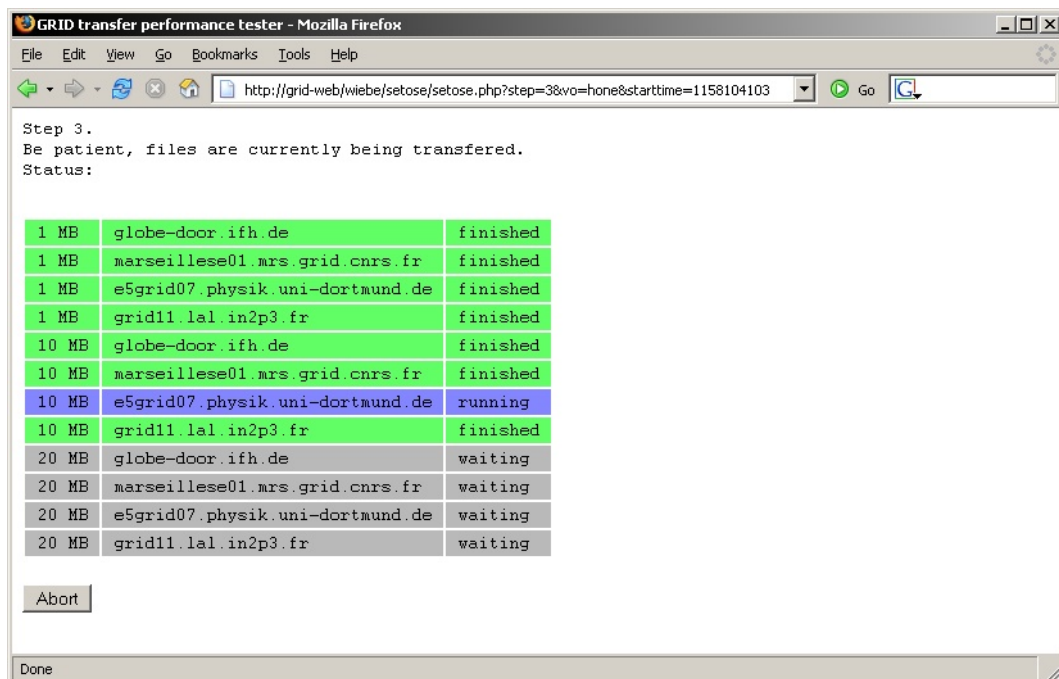 GRID transfer performance tester - Mozilla Firefox
File Edit View Go Bookmarks Tools Help
http://grid-web/wiebe/setose/setose.php?step=3&vo=hone&starttime=1158104103 Go G
Step 3.
Be patient, files are currently being transfered.
Status:
1 MB globe-door.ifh.de finished
1 MB marseillese01.mrs.grid.cnrs.fr finished
1 MB e5grid07.physik.uni-dortmund.de finished
1 MB grid11.lal.in2p3.fr finished
10 MB globe-door.ifh.de finished
10 MB marseillese01.mrs.grid.cnrs.fr finished
10 MB e5grid07.physik.uni-dortmund.de running
10 MB grid11.lal.in2p3.fr finished
20 MB globe-door.ifh.de waiting
20 MB marseillese01.mrs.grid.cnrs.fr waiting
20 MB e5grid07.physik.uni-dortmund.de waiting
20 MB grid11.lal.in2p3.fr waiting
Abort
Done